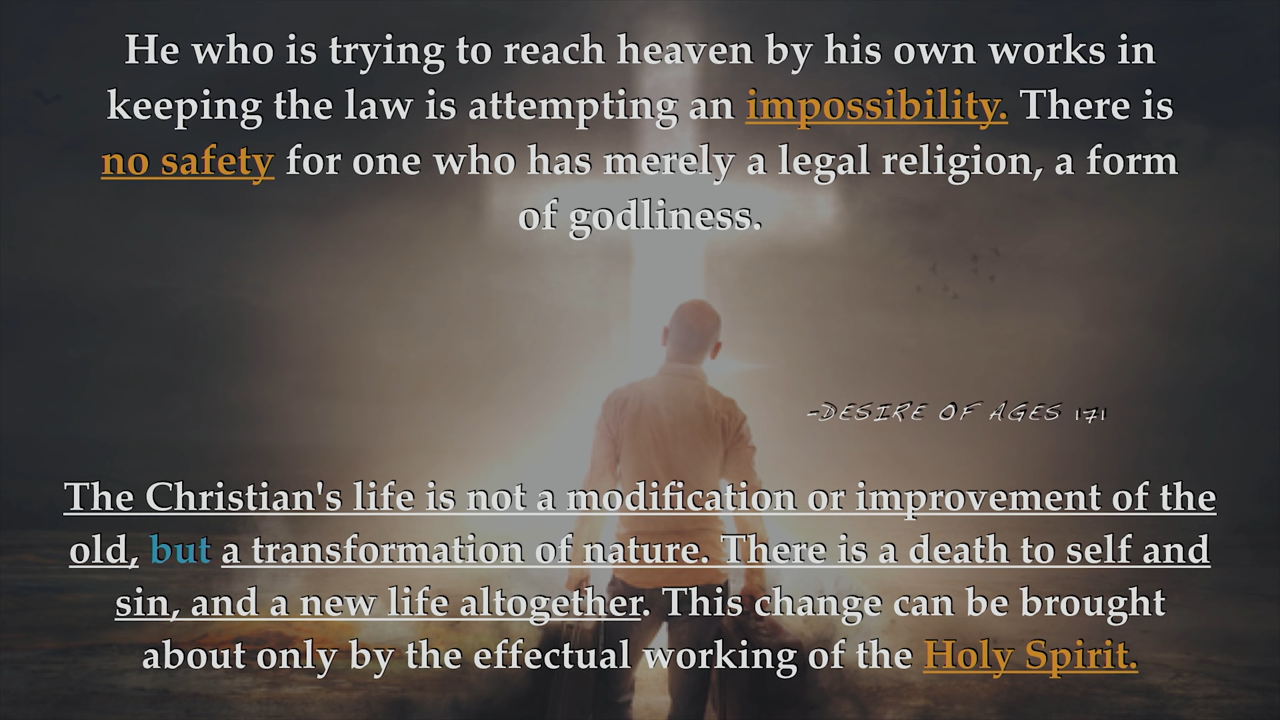 He who is trying to reach heaven by his own works in
keeping the law is attempting an impossibility. There is
no safety for one who has merely a legal religion, a form
of godliness.
-DESIRE OF AGES 171
The Christian's life is not a modification or improvement of the
old, but a transformation of nature. There is a death to self and
sin, and a new life altogether. This change can be brought
about only by the effectual working of the Holy Spirit.